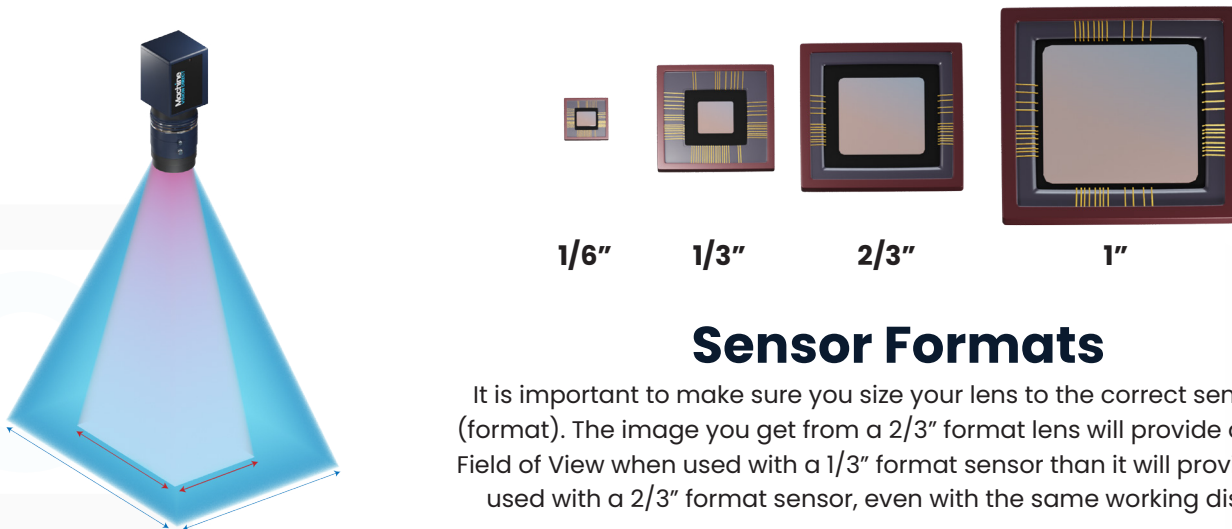 Machine
1/6” 1/3” 2/3” 1”
Sensor Formats
It is important to make sure you size your lens to the correct
(format). The image you get from a 2/3” format lens will provide
Field of View when used with a 1/3” format sensor than it will
used with a 2/3” format sensor, even with the same working